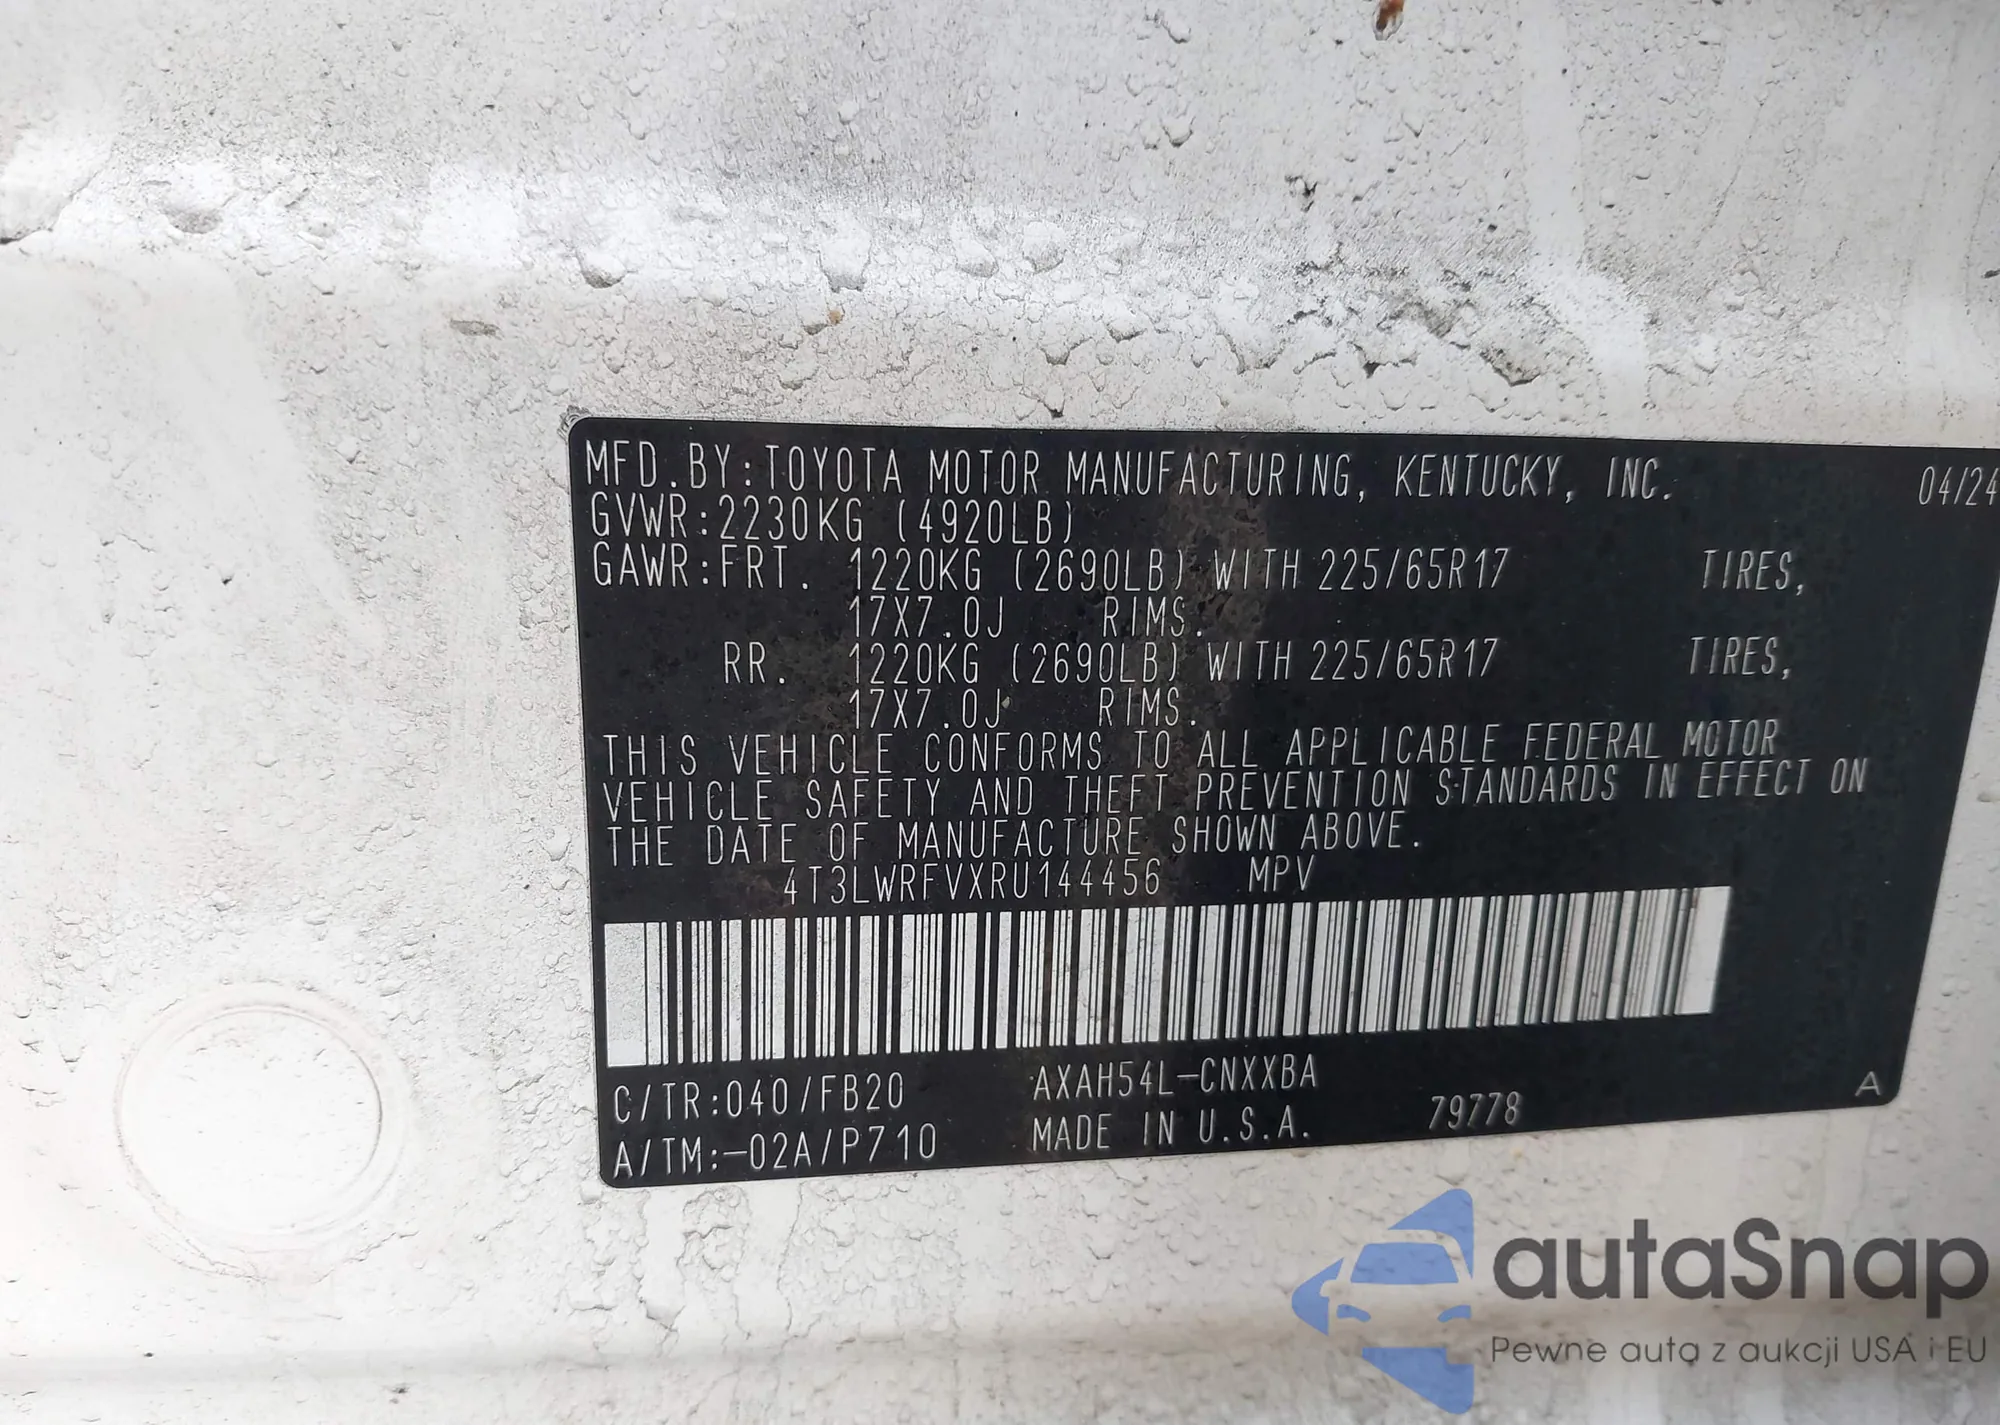 MFD.BY:TOYOTA MOTOR MANUFACTURING, KENTUCKY, INC. 04/24
GVWR:2230KG (4920LB)
GAWR:FRT. 1220KG (2690LB) WITH 225/65R17 TIRES,
17X7.0J RIMS.
RR. 1220KG (2690LB) WITH 225/65R17 TIRES,
17X7.0J RIMS.
THIS VEHICLE CONFORMS TO ALL APPLICABLE FEDERAL MOTOR
VEHICLE SAFETY AND THEFT PREVENTION STANDARDS IN EFFECT ON
THE DATE OF MANUFACTURE SHOWN ABOVE.
4T3LWRFVXRU144456 MPV
C/TR:040/FB20 AXAH54L-CNXXBA A
A/TM:-02A/P710 MADE IN U.S.A. 79778
autaSnap
Pewne auta z aukcji USA i EU